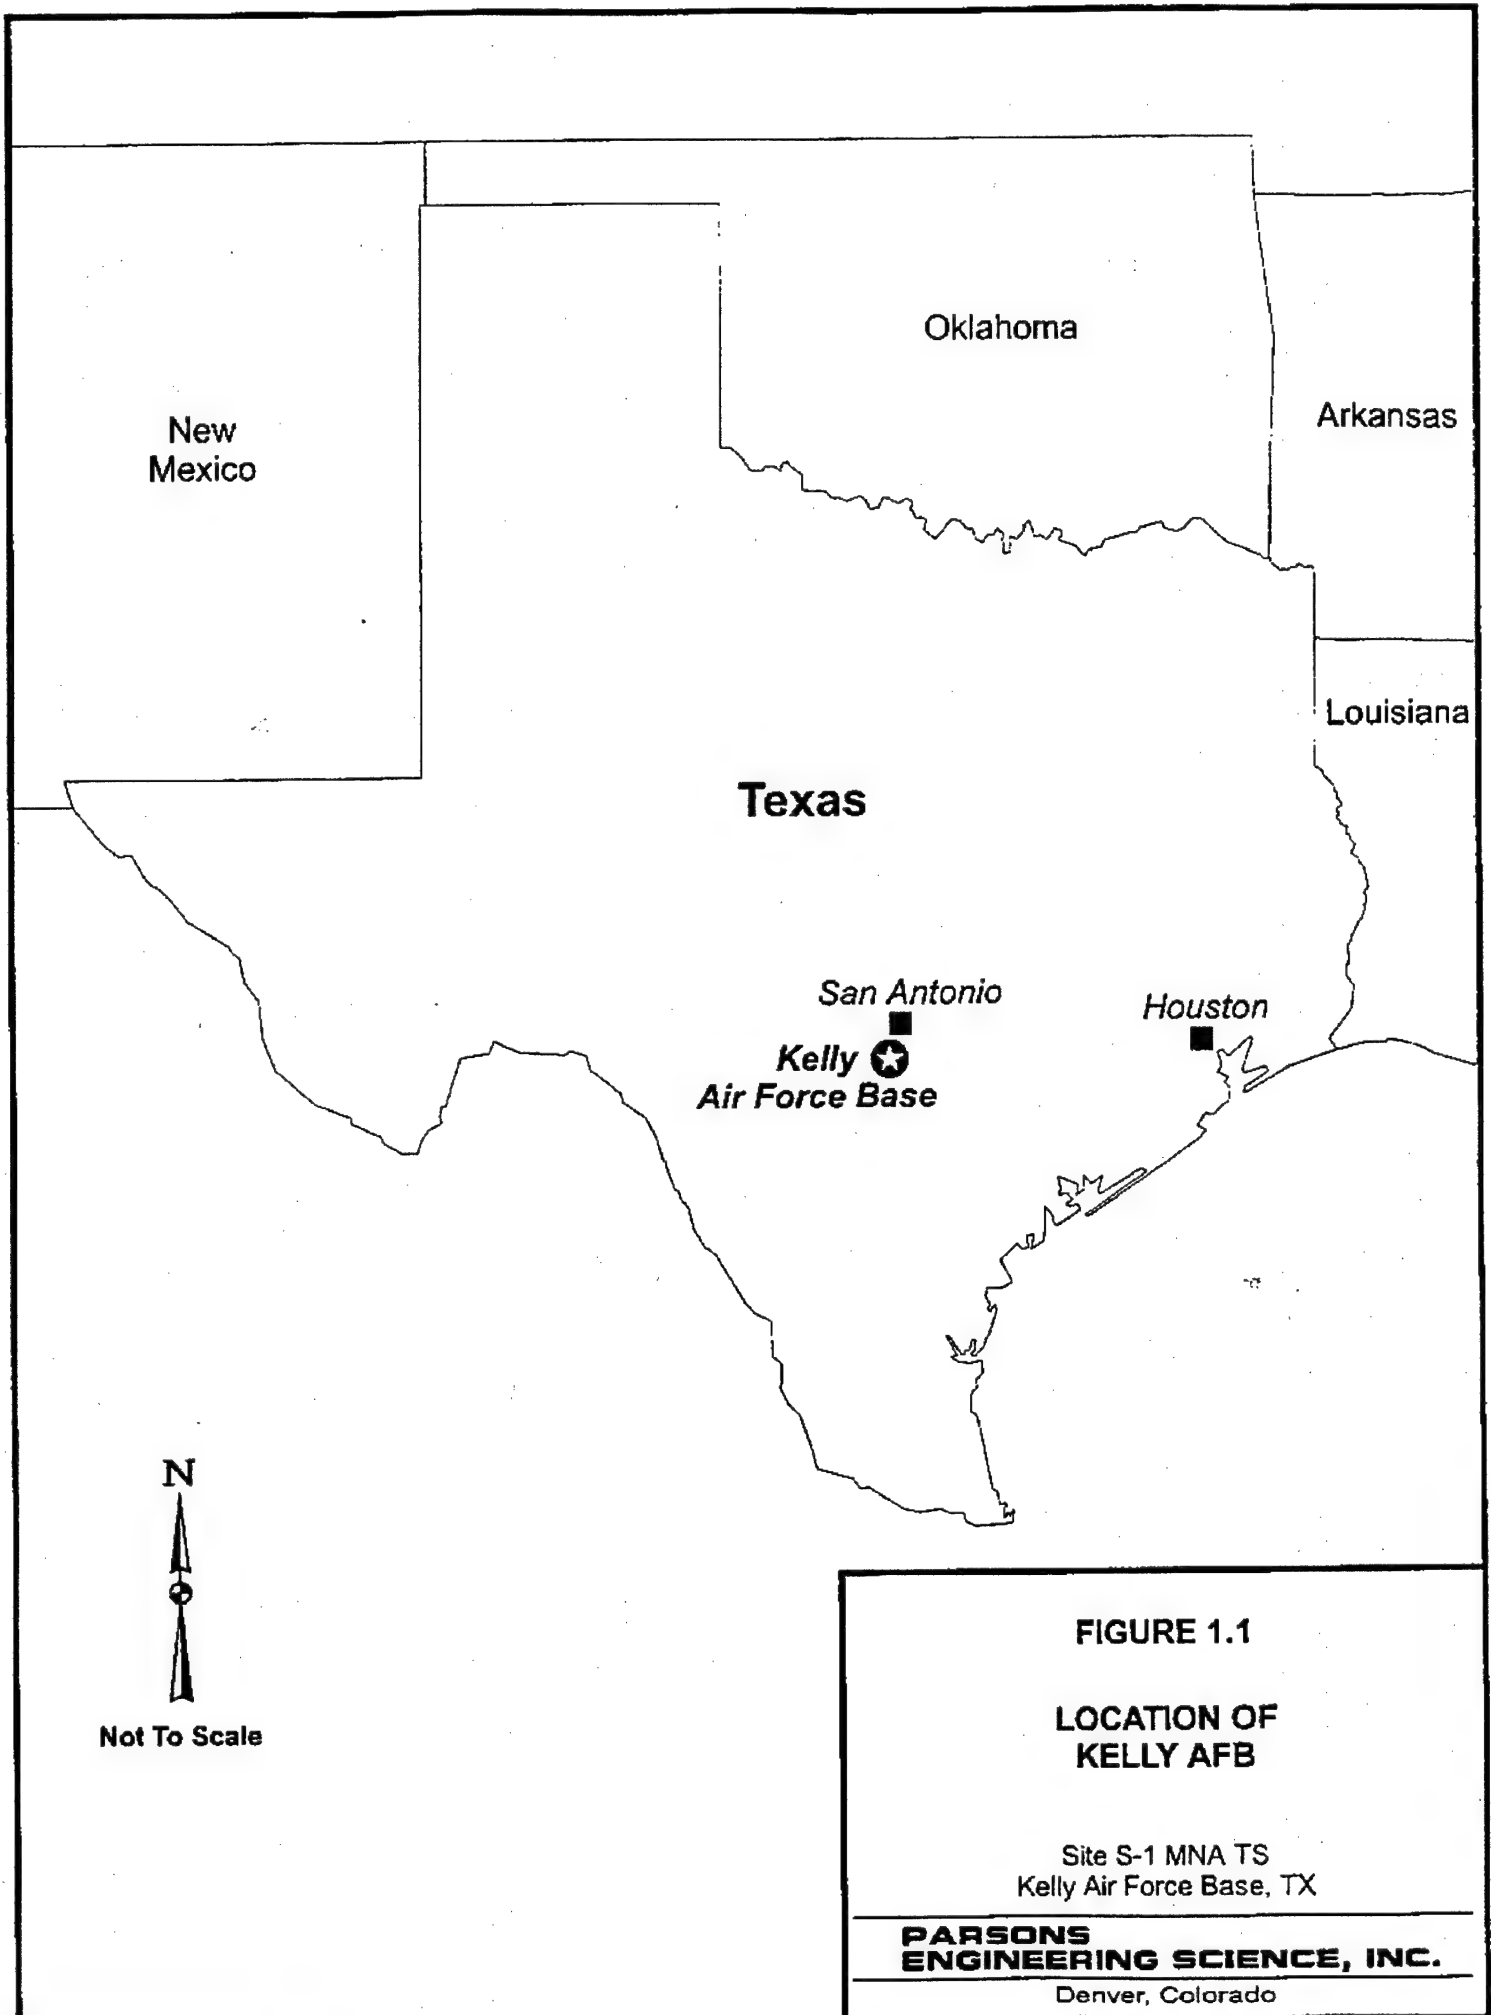 Oklahoma
Arkansas
New
Mexico
Louisiana
Texas
San Antonio
Houston
Kelly
Air Force Base
N
Not To Scale
FIGURE 1.1
LOCATION OF
KELLY AFB
Site S-1 MNA TS
Kelly Air Force Base, TX
PARSONS
ENGINEERING SCIENCE, INC.
Denver, Colorado